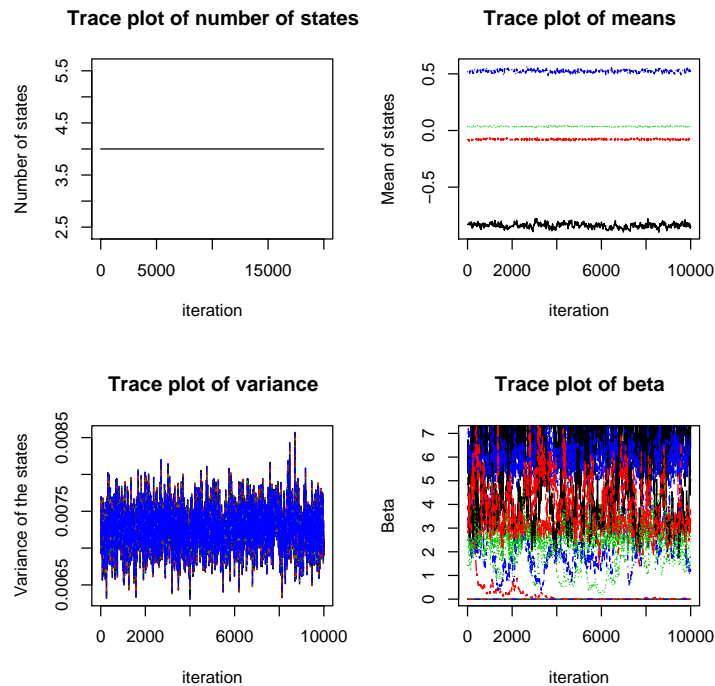 Trace plot of number of states
Number of states
2.5 3.5 4.5 5.5
0 5000 15000
iteration
Trace plot of means
Mean of states
−0.5 0.0 0.5
0 2000 6000 10000
iteration
Trace plot of variance
Variance of the states
0.0065 0.0075 0.0085
0 2000 6000 10000
iteration
Trace plot of beta
Beta
0 1 2 3 4 5 6 7
0 2000 6000 10000
iteration